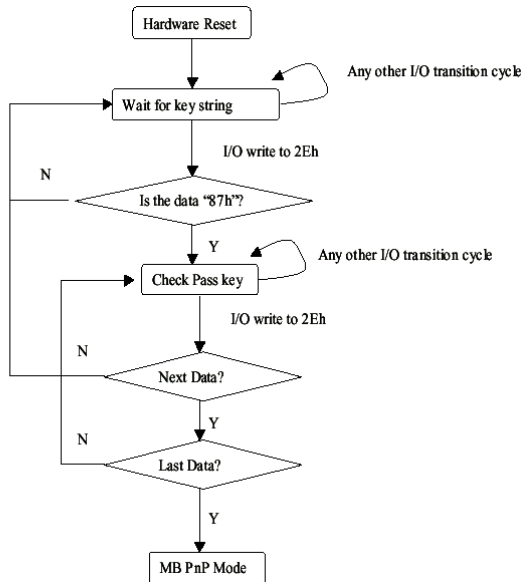 Hardware Reset
Any other I/O transition cycle
Wait for key string
I/O write to 2Eh
N
Is the data “87h”?
Y
Any other I/O transition cycle
Check Pass key
I/O write to 2Eh
N
Next Data?
Y
N
Last Data?
Y
MB PnP Mode